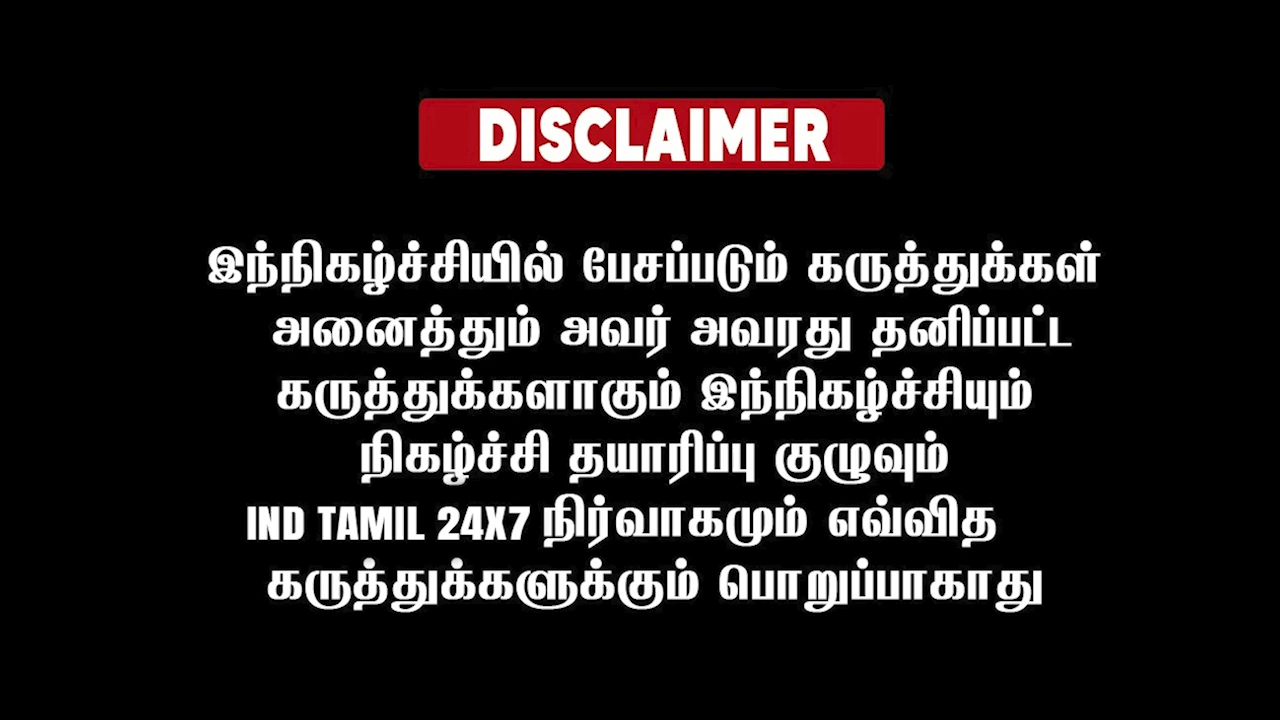 DISCLAIMER
இந்நிகழ்ச்சியில் பேசப்படும் கருத்துக்கள்
அனைத்தும் அவர் அவரது தனிப்பட்ட
கருத்துக்களாகும் இந்நிகழ்ச்சியும்
நிகழ்ச்சி தயாரிப்பு குழுவும்
IND TAMIL 24X7 நிர்வாகமும் எவ்வித
கருத்துக்களுக்கும் பொறுப்பாகாது